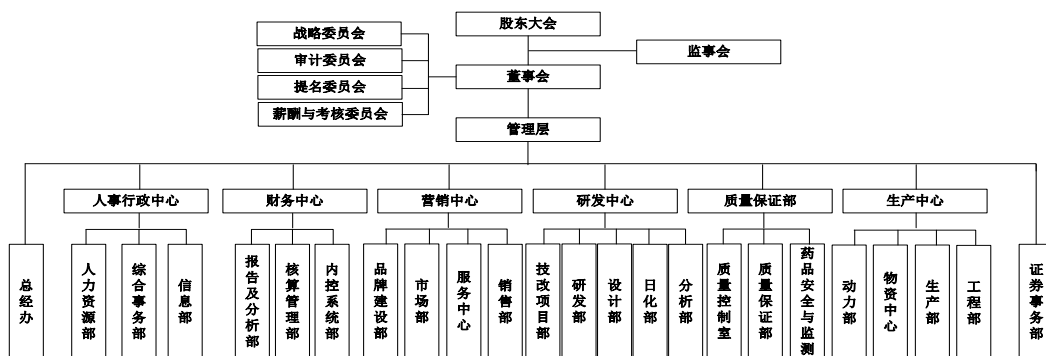 股东大会
战略委员会
监事会
审计委员会
董事会
提名委员会
薪酬与考核委员会
管理层
人事行政中心
财务中心
营销中心
研发中心
质量保证部
生产中心
总经办
人力资源部
综合事务部
信息部
报告及分析部
核算管理部
内控系统部
品牌建设部
市场部
服务中心
销售部
技改项目部
研发部
设计部
日化部
分析部
质量控制室
质量保证部
药品安全与监测
动力部
物资中心
生产部
工程部
证券事务部